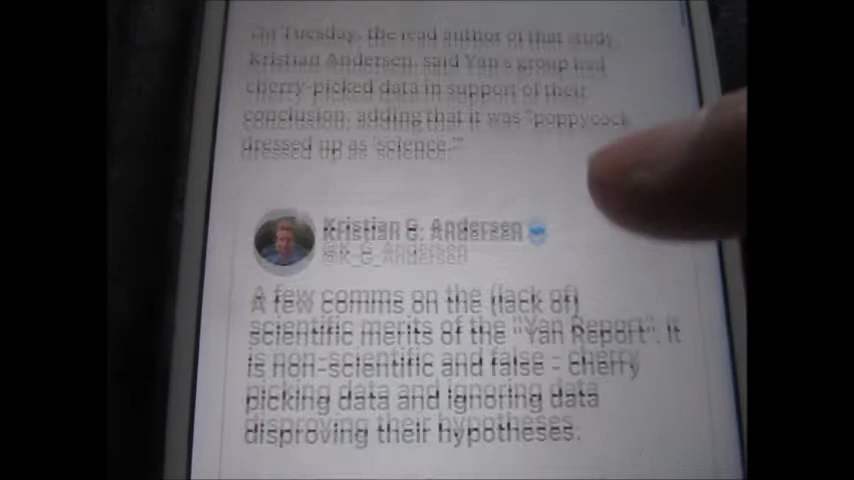 On Tuesday, the lead author of that study,
Kristian Andersen, said Yan's group had
cherry-picked data in support of their
conclusion, adding that it was "poppycock
dressed up as 'science.'"
Kristian G. Andersen
@K_G_Andersen
A few comms on the (lack of)
scientific merits of the "Yan Report". It
is non-scientific and false - cherry
picking data and ignoring data
disproving their hypotheses.